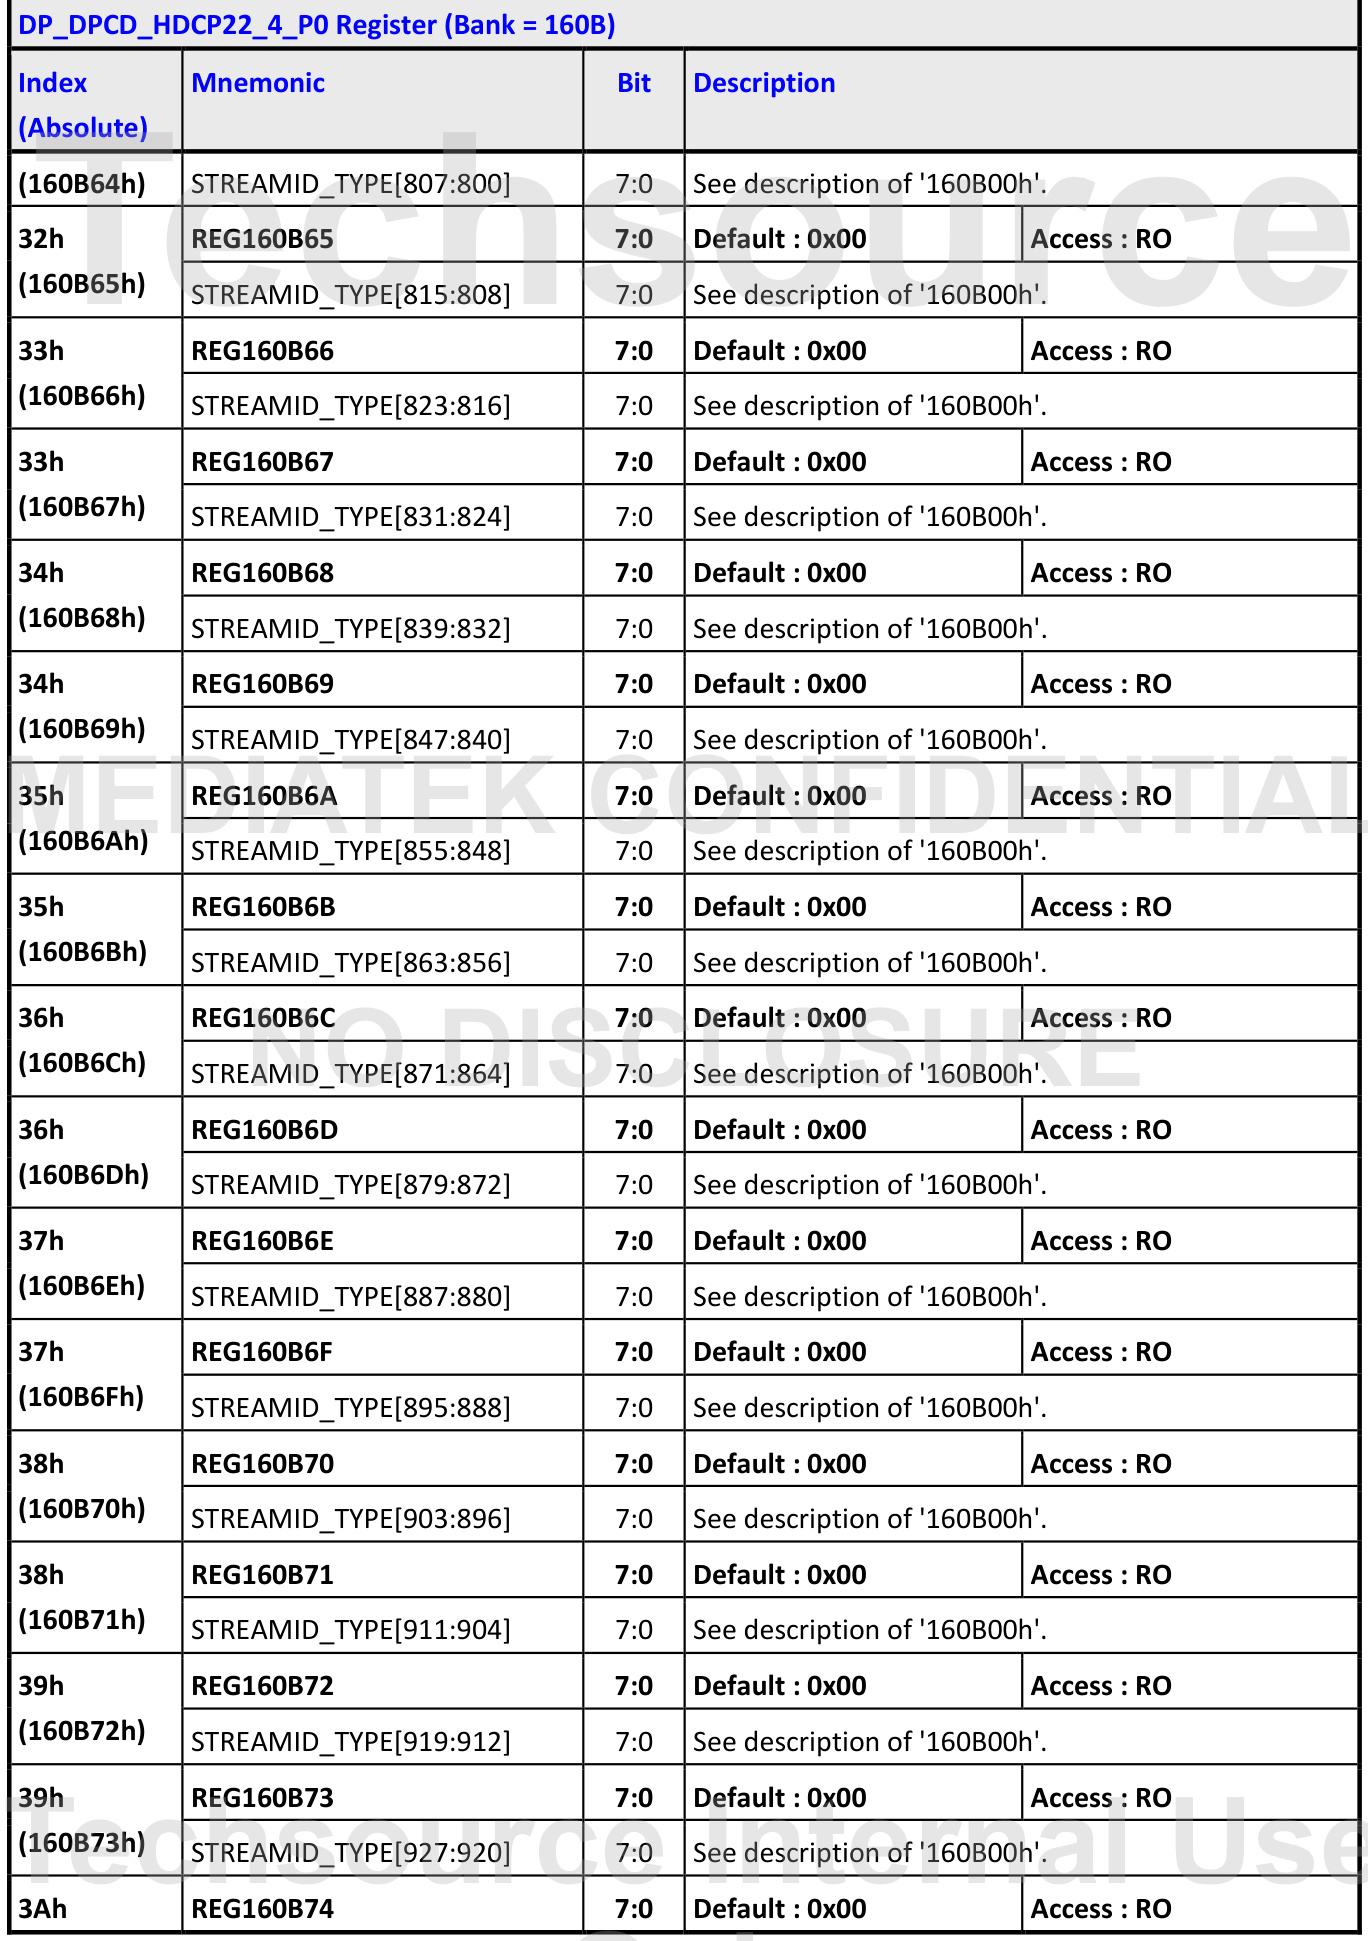 DP_DPCD_HDCP22_4_P0 Register (Bank = 160B)
Index (Absolute) Mnemonic Bit Description
(160B64h) STREAMID_TYPE[807:800] 7:0 See description of '160B00h'.
32h REG160B65 7:0 Default : 0x00 Access : RO
(160B65h) STREAMID_TYPE[815:808] 7:0 See description of '160B00h'.
33h REG160B66 7:0 Default : 0x00 Access : RO
(160B66h) STREAMID_TYPE[823:816] 7:0 See description of '160B00h'.
33h REG160B67 7:0 Default : 0x00 Access : RO
(160B67h) STREAMID_TYPE[831:824] 7:0 See description of '160B00h'.
34h REG160B68 7:0 Default : 0x00 Access : RO
(160B68h) STREAMID_TYPE[839:832] 7:0 See description of '160B00h'.
34h REG160B69 7:0 Default : 0x00 Access : RO
(160B69h) STREAMID_TYPE[847:840] 7:0 See description of '160B00h'.
35h REG160B6A 7:0 Default : 0x00 Access : RO
(160B6Ah) STREAMID_TYPE[855:848] 7:0 See description of '160B00h'.
35h REG160B6B 7:0 Default : 0x00 Access : RO
(160B6Bh) STREAMID_TYPE[863:856] 7:0 See description of '160B00h'.
36h REG160B6C 7:0 Default : 0x00 Access : RO
(160B6Ch) STREAMID_TYPE[871:864] 7:0 See description of '160B00h'.
36h REG160B6D 7:0 Default : 0x00 Access : RO
(160B6Dh) STREAMID_TYPE[879:872] 7:0 See description of '160B00h'.
37h REG160B6E 7:0 Default : 0x00 Access : RO
(160B6Eh) STREAMID_TYPE[887:880] 7:0 See description of '160B00h'.
37h REG160B6F 7:0 Default : 0x00 Access : RO
(160B6Fh) STREAMID_TYPE[895:888] 7:0 See description of '160B00h'.
38h REG160B70 7:0 Default : 0x00 Access : RO
(160B70h) STREAMID_TYPE[903:896] 7:0 See description of '160B00h'.
38h REG160B71 7:0 Default : 0x00 Access : RO
(160B71h) STREAMID_TYPE[911:904] 7:0 See description of '160B00h'.
39h REG160B72 7:0 Default : 0x00 Access : RO
(160B72h) STREAMID_TYPE[919:912] 7:0 See description of '160B00h'.
39h REG160B73 7:0 Default : 0x00 Access : RO
(160B73h) STREAMID_TYPE[927:920] 7:0 See description of '160B00h'.
3Ah REG160B74 7:0 Default : 0x00 Access : RO
Techsource
MEDIATEK CONFIDENTIAL
NO DISCLOSURE
Techsource Internal Use